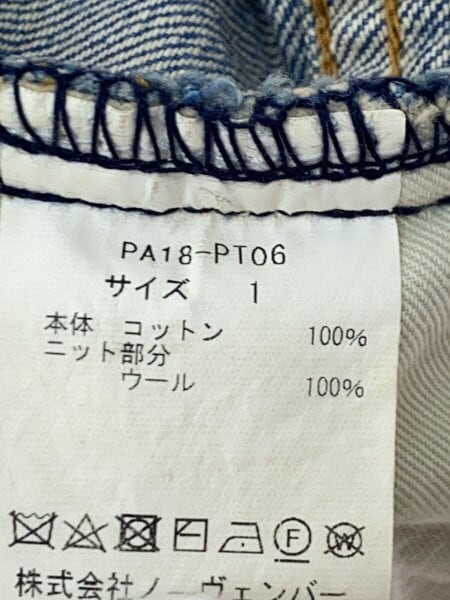 PA18-PT06
サイズ 1
本体 コットン 100%
ニット部分
ウール 100%
F W
株式会社ノーヴェンバー